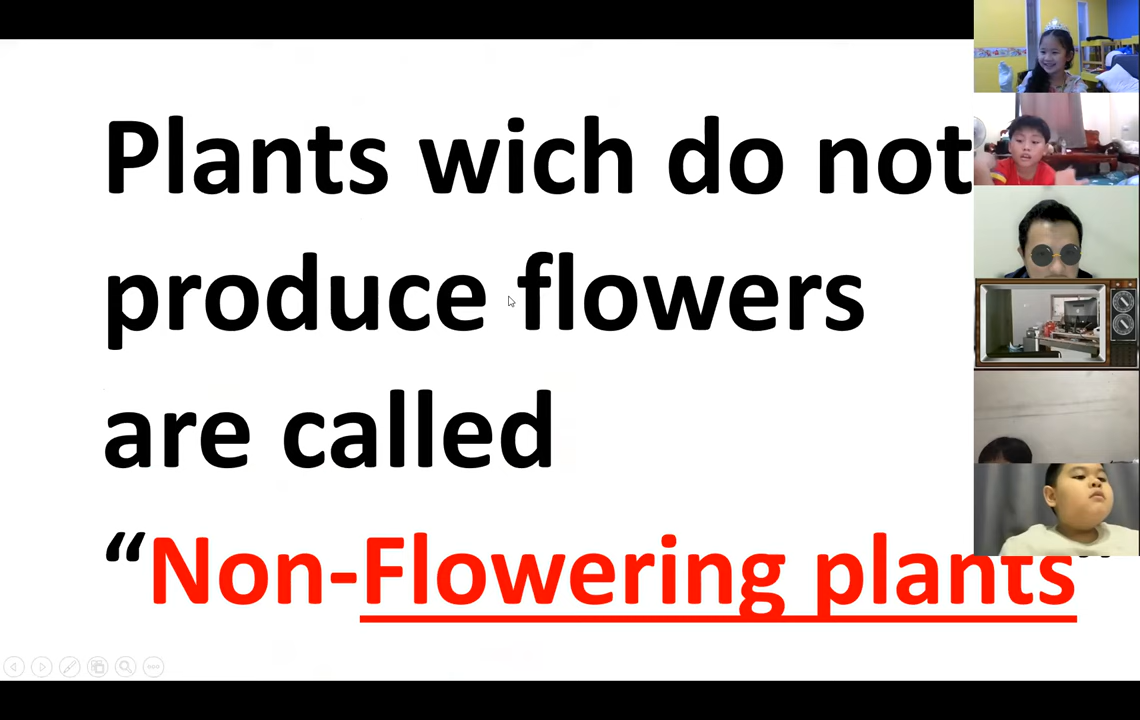 Plants wich do not
produce flowers
are called
“Non-Flowering plants”